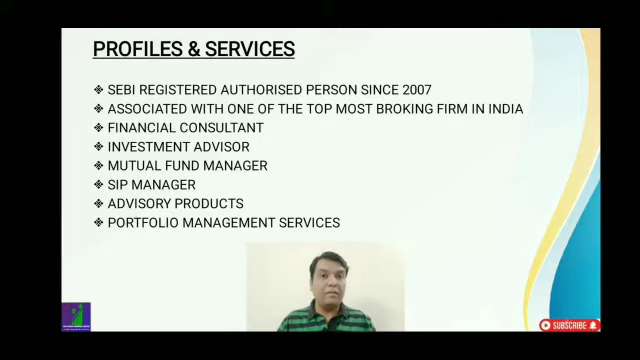 PROFILES & SERVICES
❖ SEBI REGISTERED AUTHORISED PERSON SINCE 2007
❖ ASSOCIATED WITH ONE OF THE TOP MOST BROKING FIRM IN INDIA
❖ FINANCIAL CONSULTANT
❖ INVESTMENT ADVISOR
❖ MUTUAL FUND MANAGER
❖ SIP MANAGER
❖ ADVISORY PRODUCTS
❖ PORTFOLIO MANAGEMENT SERVICES
SUBSCRIBE